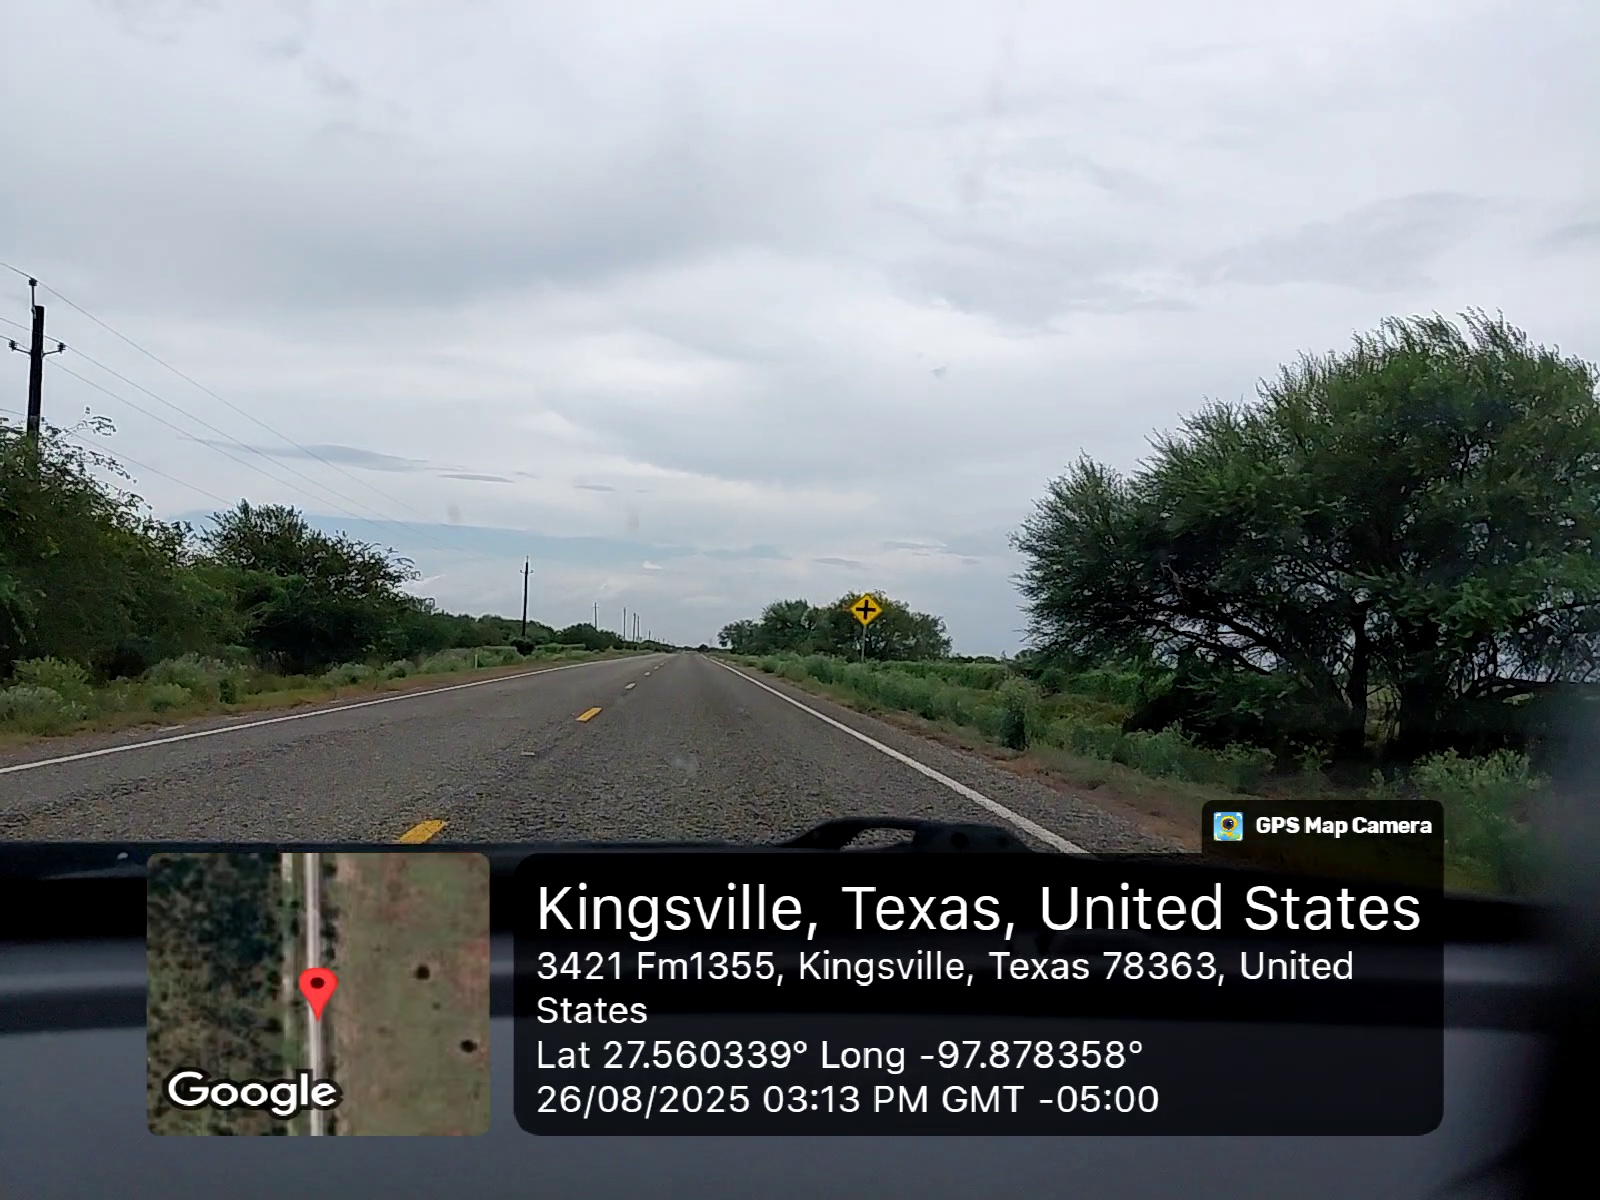 GPS Map Camera
Kingsville, Texas, United States
3421 Fm1355, Kingsville, Texas 78363, United
States
Lat 27.560339° Long -97.878358°
26/08/2025 03:13 PM GMT -05:00
Google